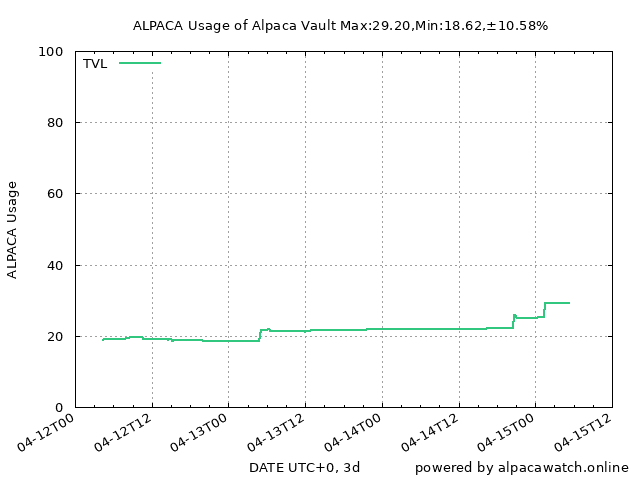 ALPACA Usage of Alpaca Vault Max:29.20,Min:18.62,±10.58%
100
TVL
80
60
40
20
0
ALPACA Usage
04-12T00
04-12T12
04-13T00
04-13T12
04-14T00
04-14T12
04-15T00
04-15T12
DATE UTC+0, 3d
powered by alpacawatch.online